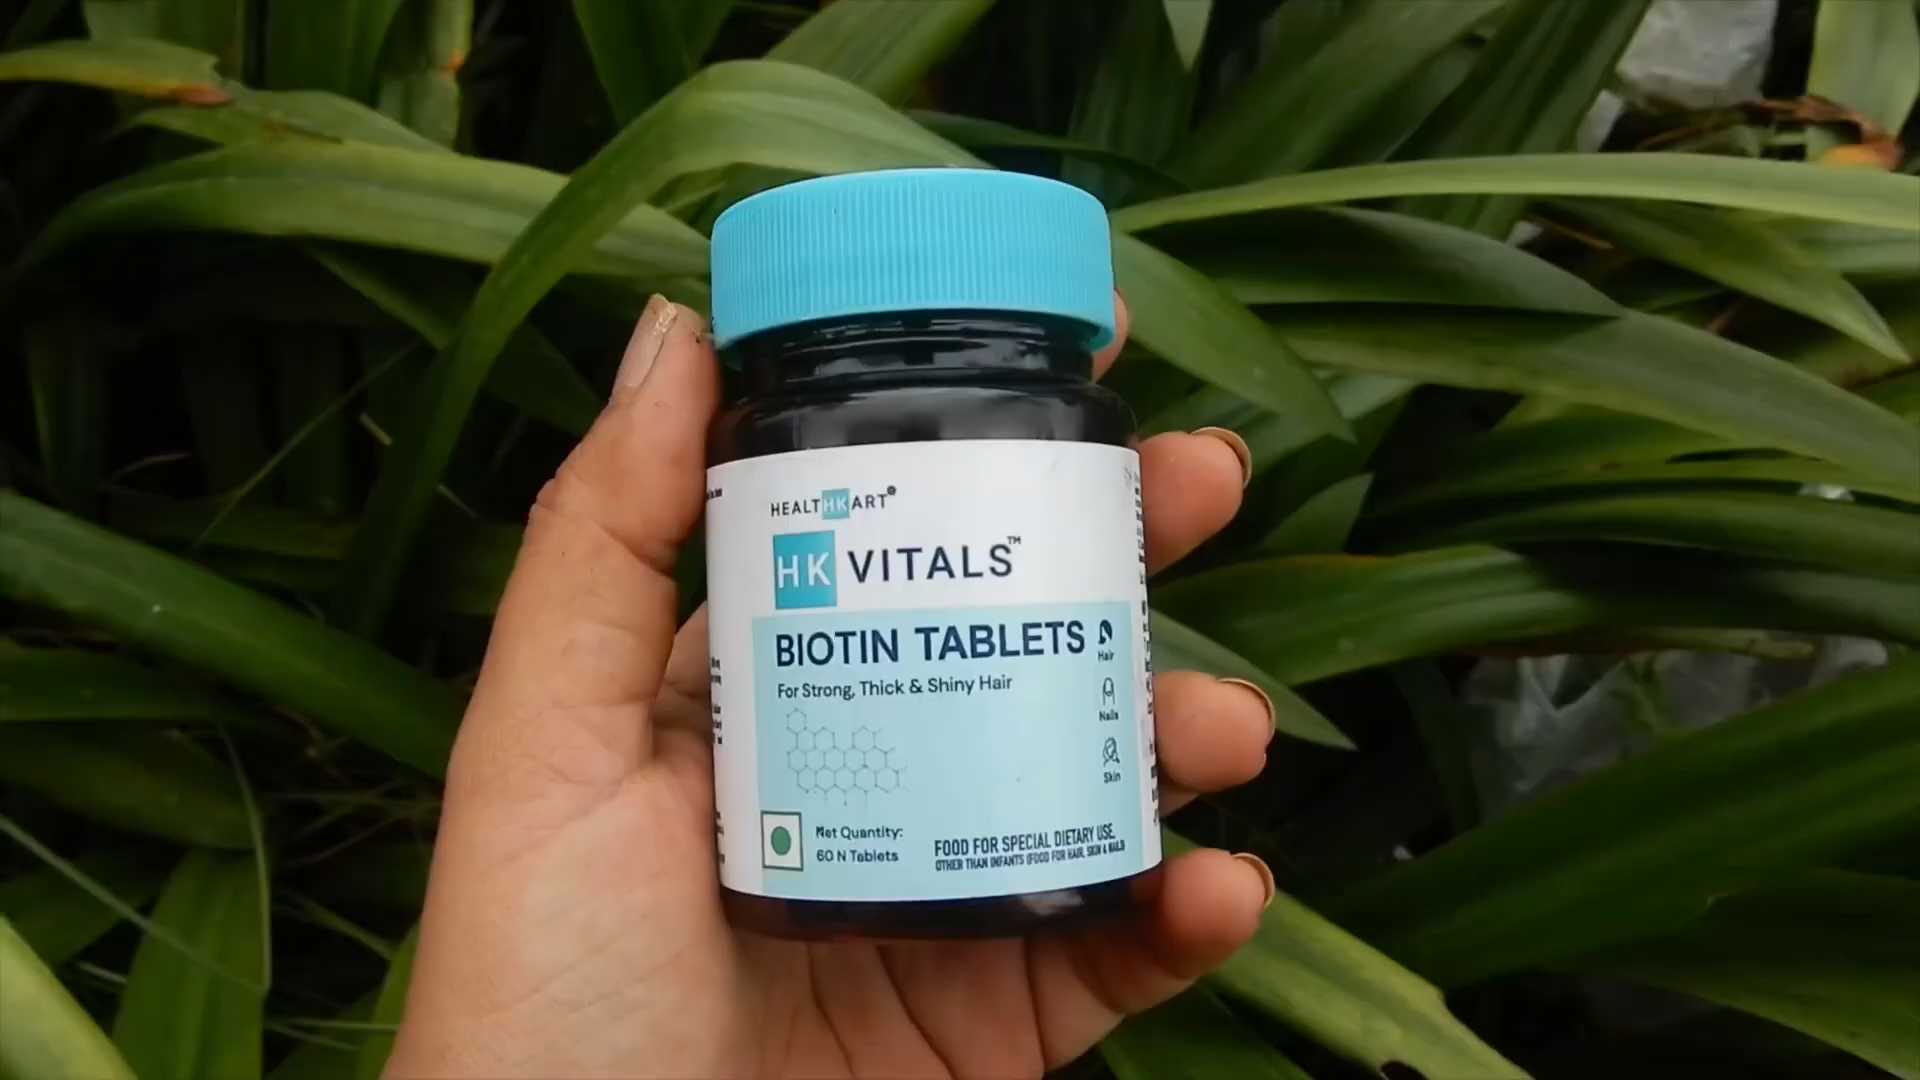 HEALTHKART®
HK VITALS™
BIOTIN TABLETS
For Strong, Thick & Shiny Hair
Hair
Nails
Skin
Net Quantity:
60 N Tablets
FOOD FOR SPECIAL DIETARY USE,
OTHER THAN INFANTS (FOOD FOR HAIR, SKIN & NAILS)